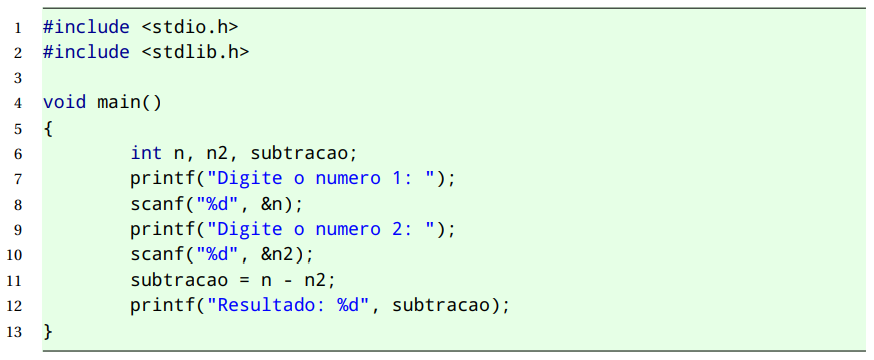 1 #include <stdio.h>
2 #include <stdlib.h>
3
4 void main()
5 {
6 int n, n2, subtracao;
7 printf("Digite o numero 1: ");
8 scanf("%d", &n);
9 printf("Digite o numero 2: ");
10 scanf("%d", &n2);
11 subtracao = n - n2;
12 printf("Resultado: %d", subtracao);
13 }